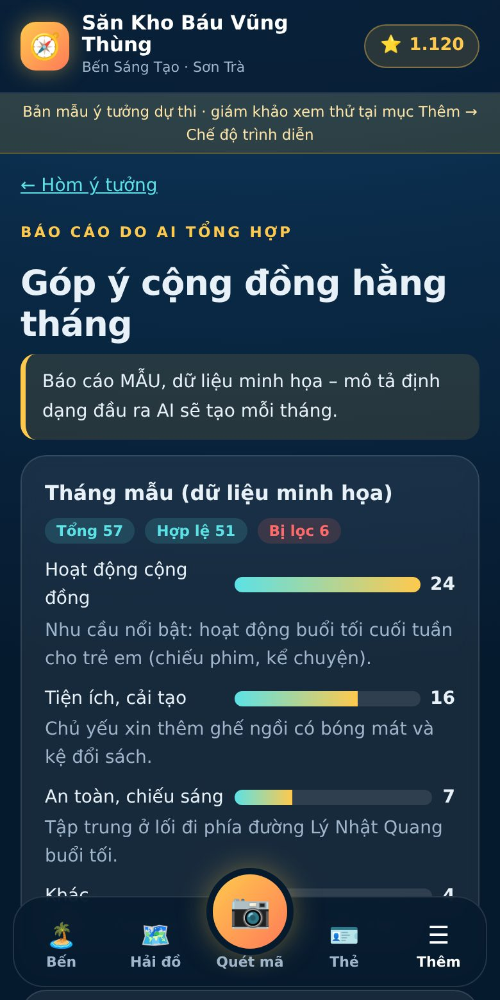 Săn Kho Báu Vũng
Thùng
Bến Sáng Tạo · Sơn Trà
⭐ 1.120
Bản mẫu ý tưởng dự thi · giám khảo xem thử tại mục Thêm →
Chế độ trình diễn
← Hòm ý tưởng
BÁO CÁO DO AI TỔNG HỢP
Góp ý cộng đồng hằng
tháng
Báo cáo MẪU, dữ liệu minh họa – mô tả định
dạng đầu ra AI sẽ tạo mỗi tháng.
Tháng mẫu (dữ liệu minh họa)
Tổng 57
Hợp lệ 51
Bị lọc 6
Hoạt động cộng
đồng
24
Nhu cầu nổi bật: hoạt động buổi tối cuối tuần
cho trẻ em (chiếu phim, kể chuyện).
Tiện ích, cải tạo
16
Chủ yếu xin thêm ghế ngồi có bóng mát và
kệ đổi sách.
An toàn, chiếu sáng
7
Tập trung ở lối đi phía đường Lý Nhật Quang
buổi tối.
Khác
4
Bến
Hải đồ
Quét mã
Thẻ
Thêm